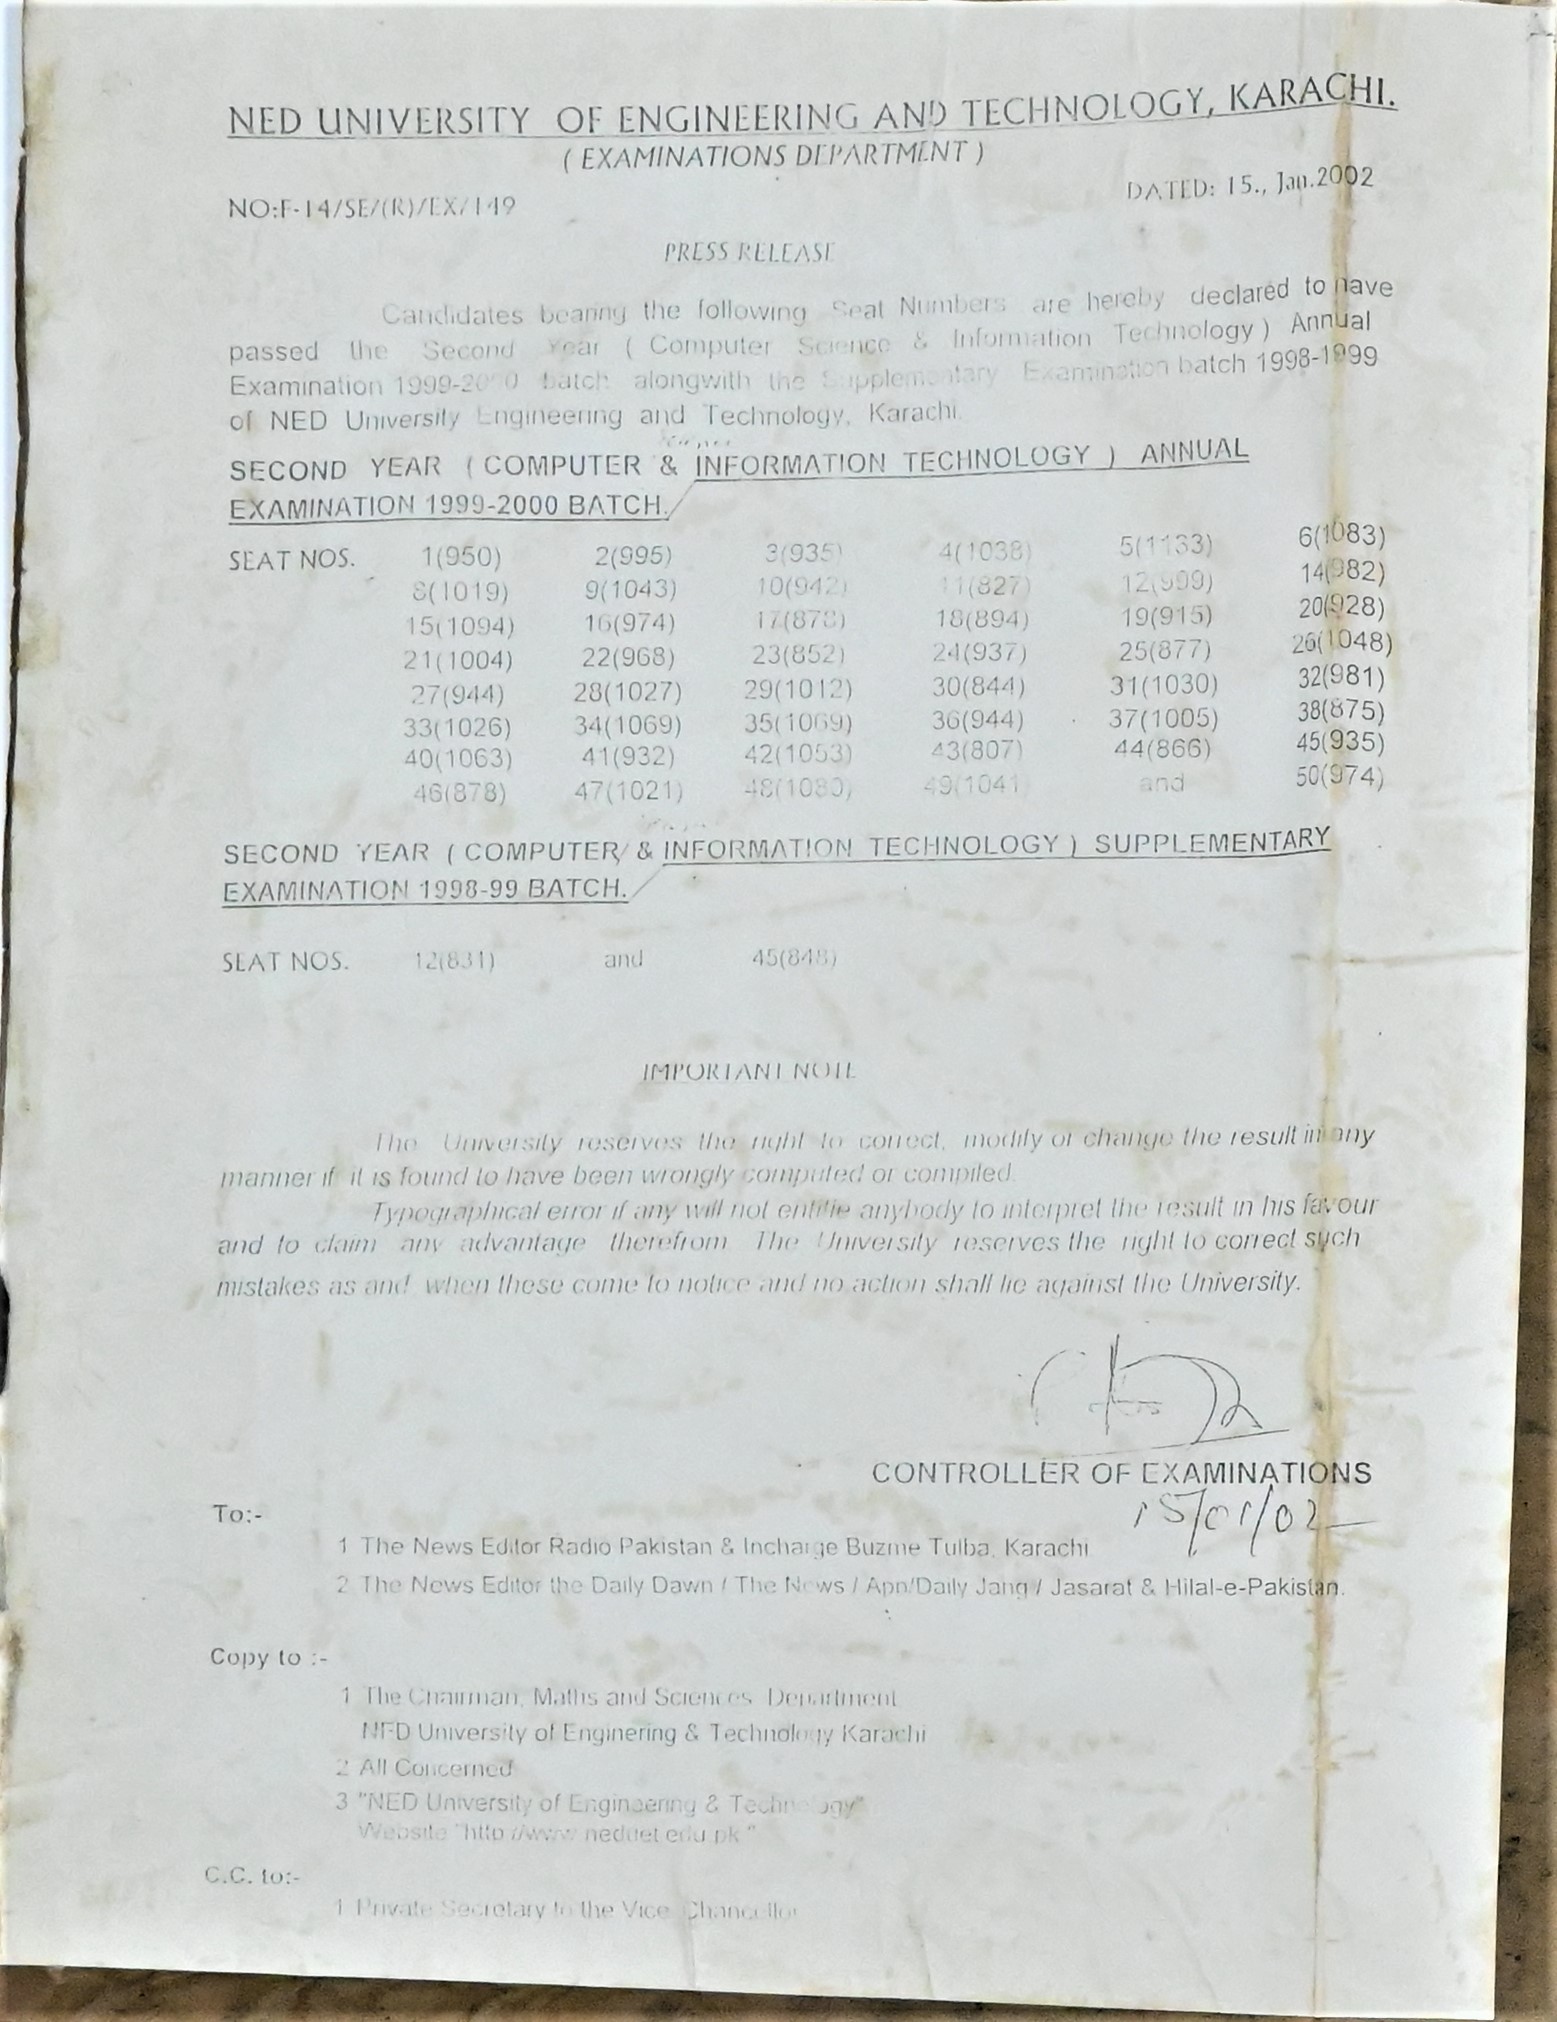 NED UNIVERSITY OF ENGINEERING AND TECHNOLOGY, KARACHI.
( EXAMINATIONS DEPARTMENT )
DATED: 15., Jan.2002
NO:F-14/SE/(R)/EX/149
PRESS RELEASE
Candidates bearing the following Seat Numbers are hereby declared to have
passed the Second Year ( Computer Science & Information Technology ) Annual
Examination 1999-2000 batch alongwith the Supplementary Examination batch 1998-1999
of NED University Engineering and Technology, Karachi.
SECOND YEAR ( COMPUTER & INFORMATION TECHNOLOGY ) ANNUAL
EXAMINATION 1999-2000 BATCH.
SEAT NOS. 1(950) 2(995) 3(935) 4(1038) 5(1133) 6(1083)
8(1019) 9(1043) 10(942) 11(827) 12(909) 14(982)
15(1094) 16(974) 17(878) 18(894) 19(915) 20(928)
21(1004) 22(968) 23(852) 24(937) 25(877) 26(1048)
27(944) 28(1027) 29(1012) 30(844) 31(1030) 32(981)
33(1026) 34(1069) 35(1069) 36(944) 37(1005) 38(875)
40(1063) 41(932) 42(1053) 43(807) 44(866) 45(935)
46(878) 47(1021) 48(1080) 49(1041 and 50(974)
SECOND YEAR ( COMPUTER & INFORMATION TECHNOLOGY ) SUPPLEMENTARY
EXAMINATION 1998-99 BATCH.
SEAT NOS. 12(831) and 45(848)
IMPORTANT NOTE
The University reserves the right to correct, modify or change the result in any
manner if it is found to have been wrongly computed or compiled.
Typographical error if any will not entitle anybody to interpret the result in his favour
and to claim any advantage therefrom The University reserves the right to correct such
mistakes as and when these come to notice and no action shall lie against the University.
CONTROLLER OF EXAMINATIONS
15/01/02
To:-
1 The News Editor Radio Pakistan & Incharge Buzme Tulba, Karachi
2 The News Editor the Daily Dawn / The News / Apn/Daily Jang / Jasarat & Hilal-e-Pakistan.
Copy to :-
1 The Chairman, Maths and Sciences Department
NED University of Enginering & Technology Karachi
2 All Concerned
3 "NED University of Engineering & Technology"
Website "http://www.neduet.edu.pk "
C.C. to:-
1 Private Secretary to the Vice Chancellor